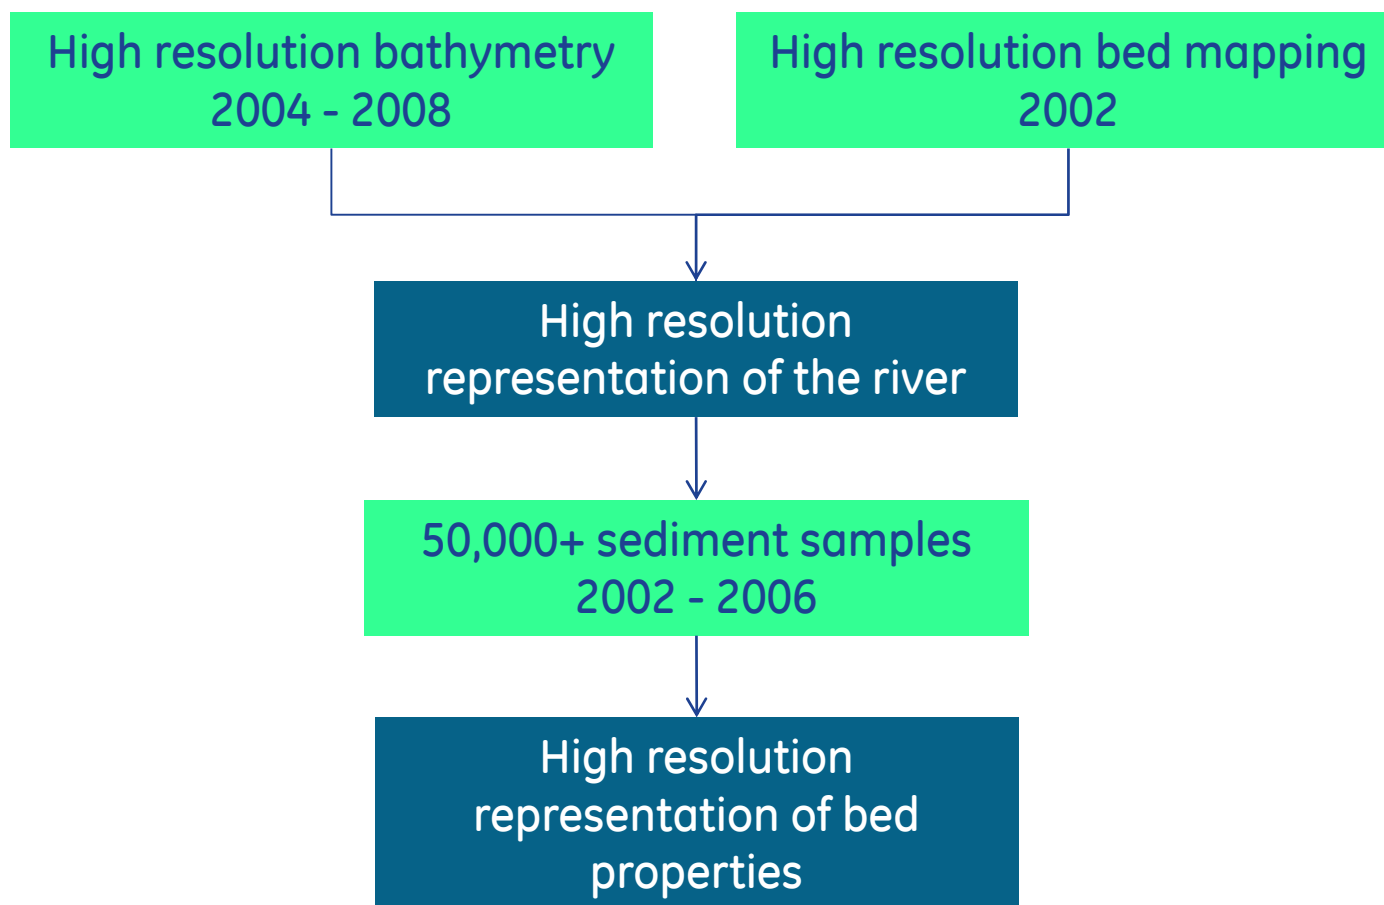 High resolution bathymetry
2004 - 2008
High resolution bed mapping
2002
High resolution
representation of the river
50,000+ sediment samples
2002 - 2006
High resolution
representation of bed
properties